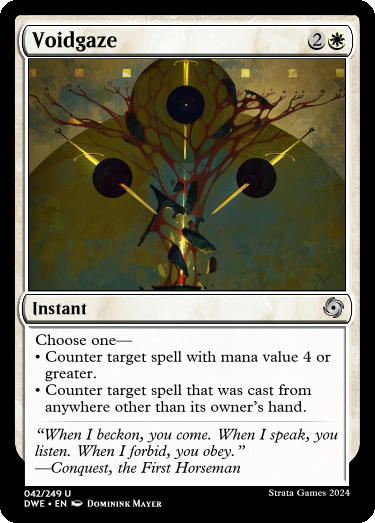 Voidgaze 2
Instant
Choose one—
• Counter target spell with mana value 4 or
greater.
• Counter target spell that was cast from
anywhere other than its owner's hand.
“When I beckon, you come. When I speak, you
listen. When I forbid, you obey.”
—Conquest, the First Horseman
042/249 U
Strata Games 2024
DWE • EN Dominink Mayer